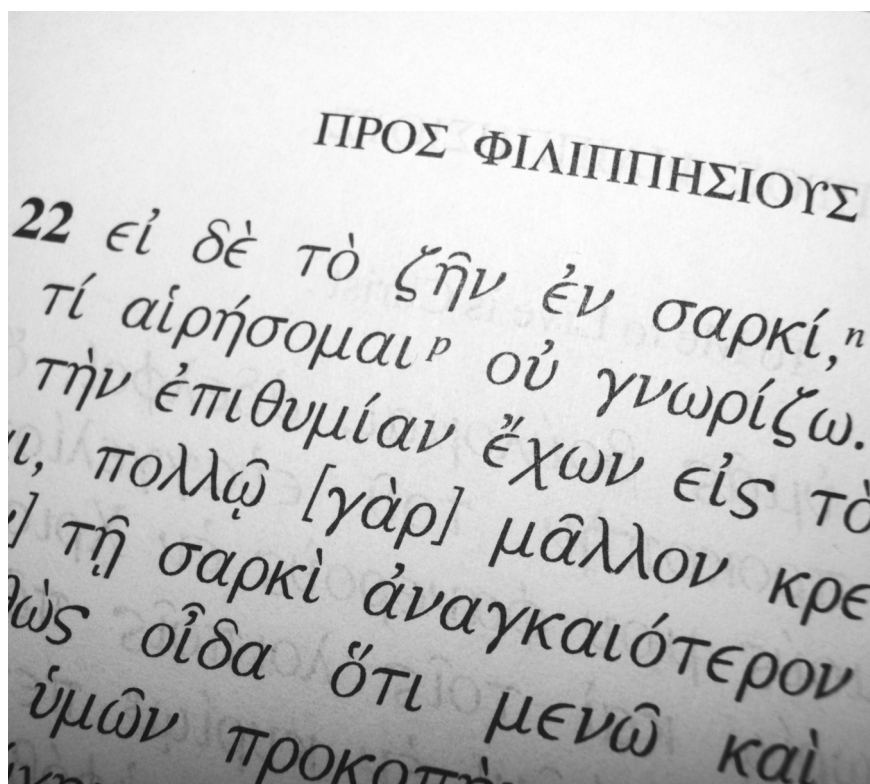 ΠΡΟΣ ΦΙΛΙΠΠΗΣΙΟΥΣ
22 εἰ δὲ τὸ ζῆν ἐν σαρκί,ⁿ
τί αἱρήσομαι ᵖ οὐ γνωρίζω.
τὴν ἐπιθυμίαν ἔχων εἰς τὸ
πολλῷ [γὰρ] μᾶλλον κρε
τῇ σαρκὶ ἀναγκαιότερον
οἶδα ὅτι μενῶ καὶ
ὑμῶν